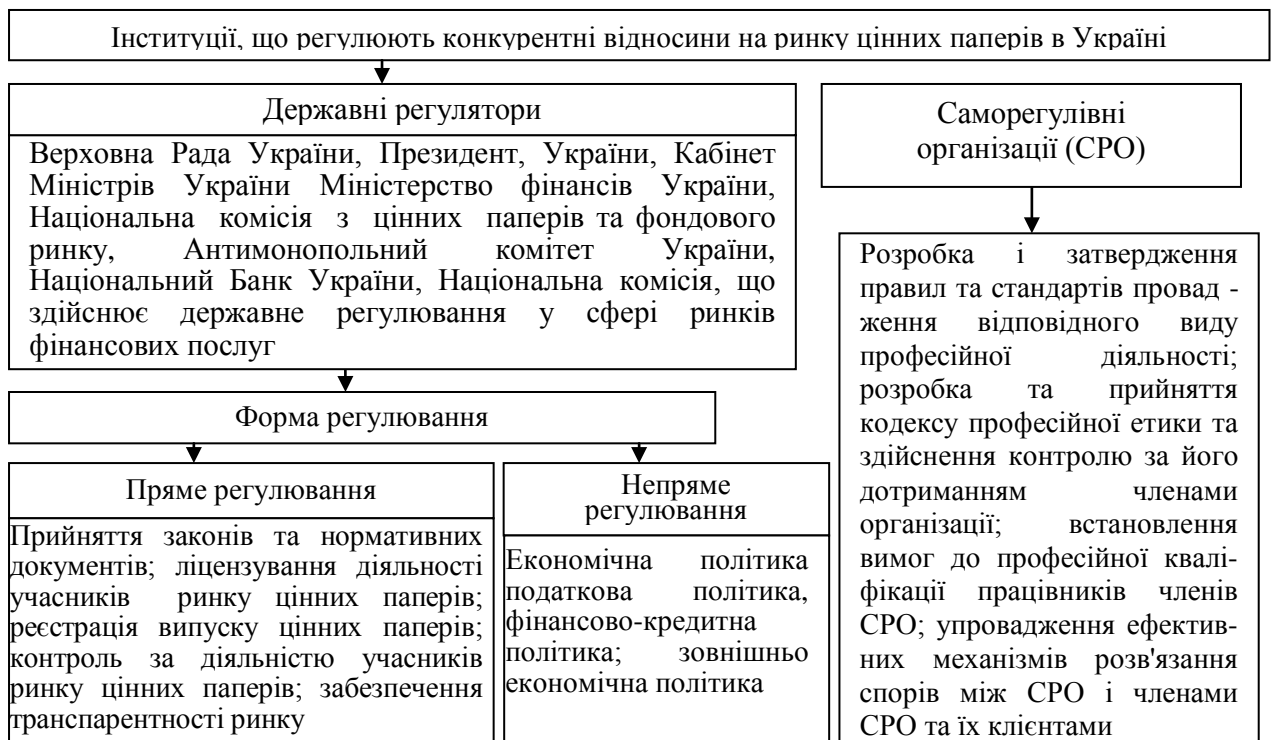 Інституції, що регулюють конкурентні відносини на ринку цінних паперів в Україні
Державні регулятори
Верховна Рада України, Президент, України, Кабінет
Міністрів України Міністерство фінансів України,
Національна комісія з цінних паперів та фондового
ринку, Антимонопольний комітет України,
Національний Банк України, Національна комісія, що
здійснює державне регулювання у сфері ринків
фінансових послуг
Форма регулювання
Пряме регулювання
Прийняття законів та нормативних
документів; ліцензування діяльності
учасників ринку цінних паперів;
реєстрація випуску цінних паперів;
контроль за діяльністю учасників
ринку цінних паперів; забезпечення
транспарентності ринку
Непряме
регулювання
Економічна політика
податкова політика,
фінансово-кредитна
політика; зовнішньо
економічна політика
Саморегулівні
організації (СРО)
Розробка і затвердження
правил та стандартів провад -
ження відповідного виду
професійної діяльності;
розробка та прийняття
кодексу професійної етики та
здійснення контролю за його
дотриманням членами
організації; встановлення
вимог до професійної квалі-
фікації працівників членів
СРО; упровадження ефектив-
них механізмів розв'язання
спорів між СРО і членами
СРО та їх клієнтами